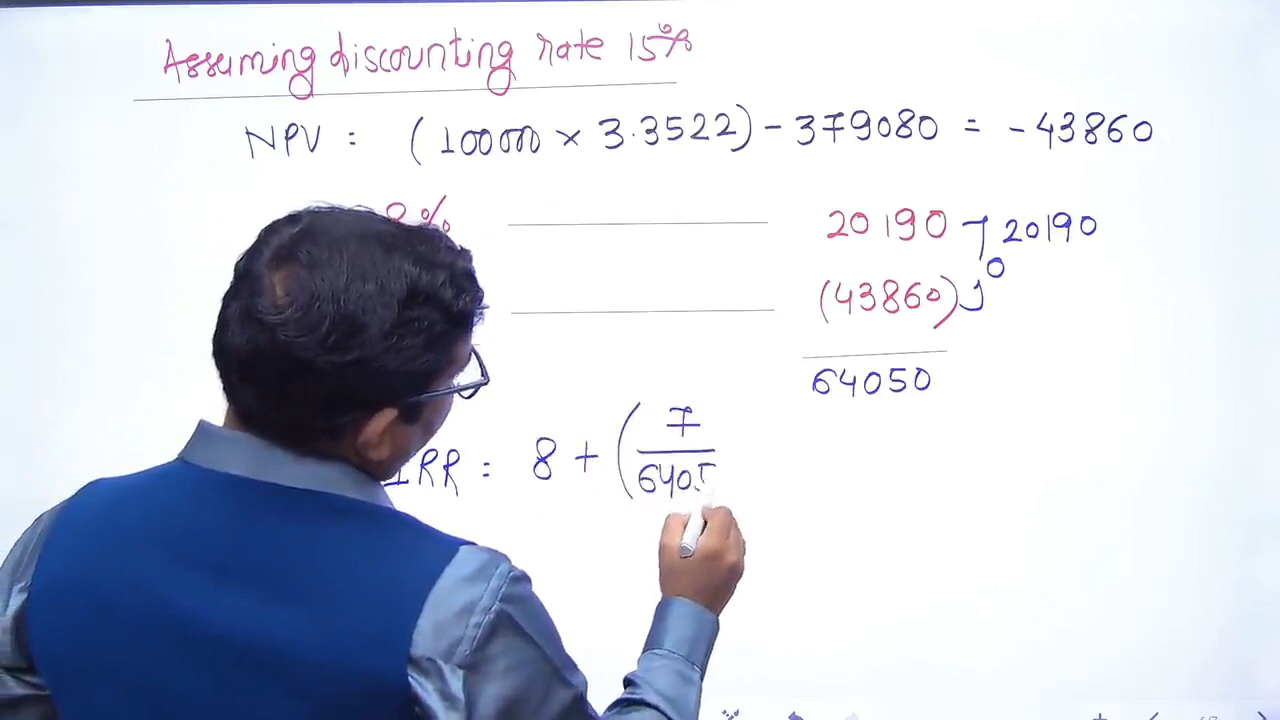 Assuming discounting rate 15%
NPV : (100000 × 3.3522) - 379080 = - 43860
8% 20190 20190
0
(43860)
64050
IRR : 8 + ( 7
6405